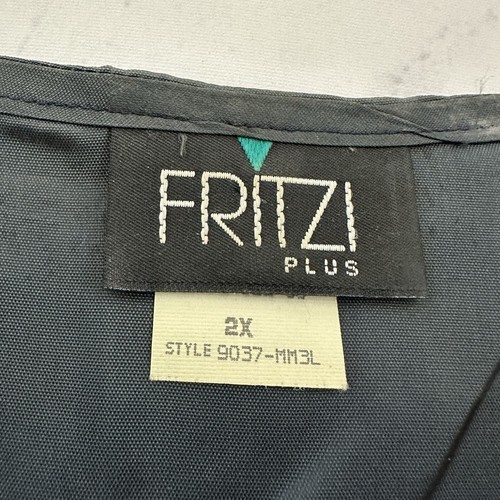 FRITZI
PLUS
2X
STYLE 9037-MM3L